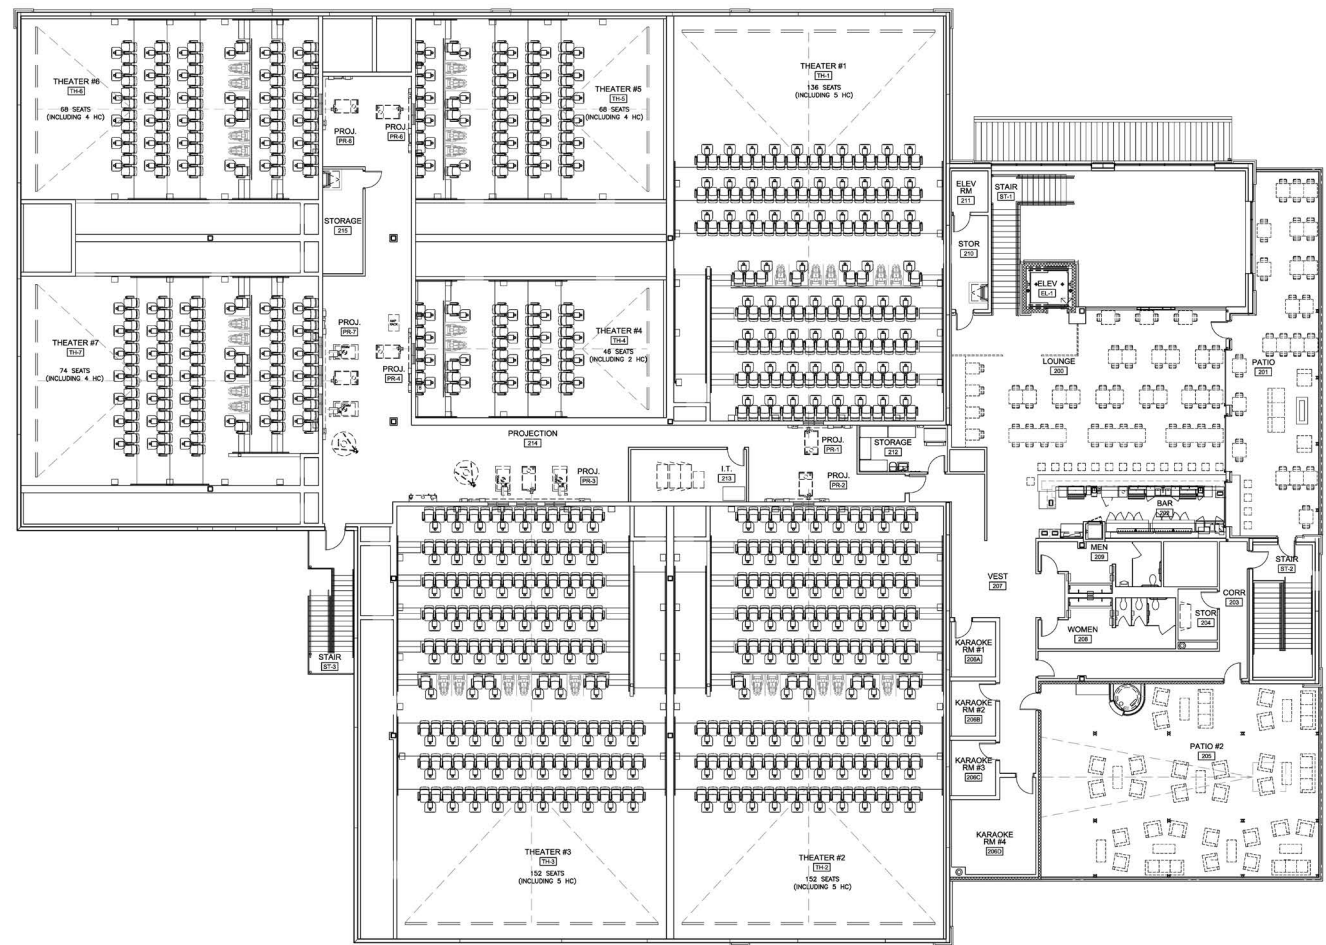 THEATER #6
TH-6
68 SEATS
(INCLUDING 4 HC)
PROJ.
PR-6
PROJ.
THEATER #5
TH-5
68 SEATS
(INCLUDING 4 HC)
THEATER #1
TH-1
136 SEATS
(INCLUDING 5 HC)
STORAGE
215
ELEV
RM
211
STAIR
ST-1
STOR
210
ELEV
EL-1
THEATER #7
TH-7
74 SEATS
(INCLUDING 4 HC)
PROJ.
PR-7
PROJ.
PR-4
THEATER #4
TH-4
46 SEATS
(INCLUDING 2 HC)
LOUNGE
200
PATIO
201
PROJECTION
214
PROJ.
PR-3
I.T.
213
PROJ.
PR-1
PROJ.
PR-2
STORAGE
212
BAR
MEN
209
STAIR
ST-2
VEST
207
CORR
203
STOR
204
WOMEN
208
STAIR
ST-3
KARAOKE
RM #1
206A
KARAOKE
RM #2
206B
KARAOKE
RM #3
206C
KARAOKE
RM #4
206D
PATIO #2
205
THEATER #3
TH-3
152 SEATS
(INCLUDING 5 HC)
THEATER #2
TH-2
152 SEATS
(INCLUDING 5 HC)